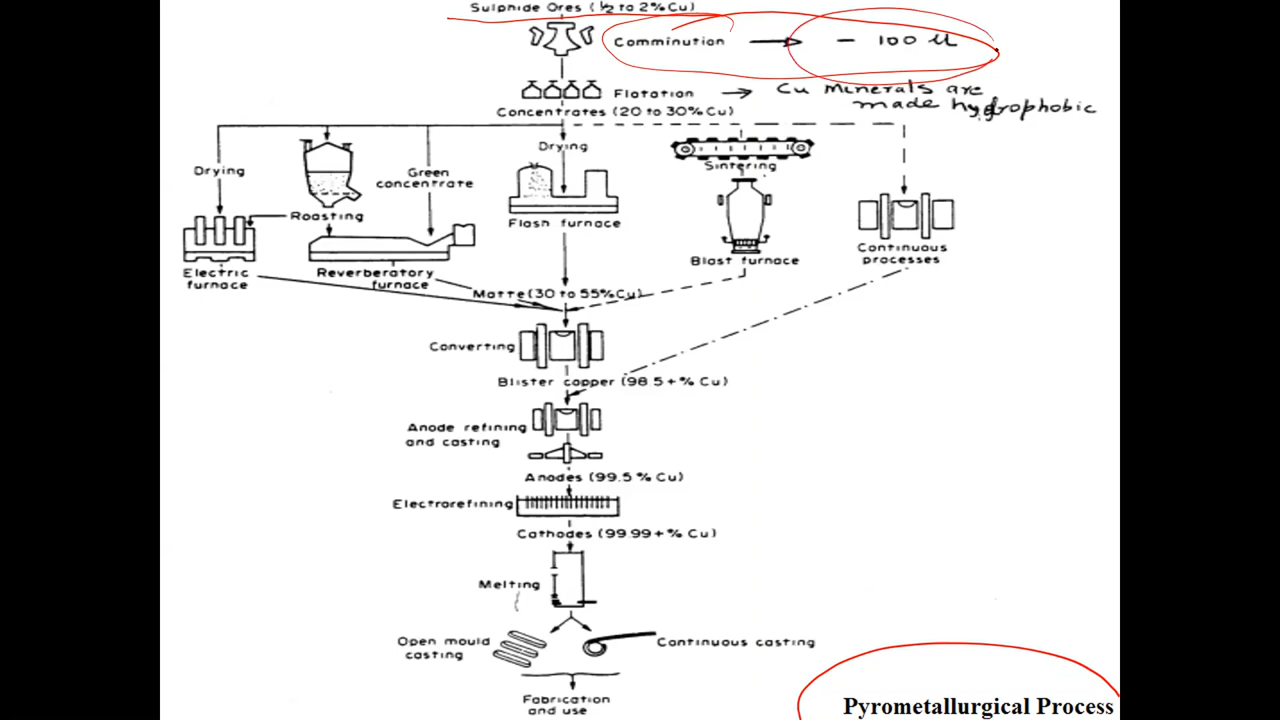 Sulphide Ores (½ to 2% Cu)
Comminution → - 100 µ
Flotation → Cu Minerals are
made hydrophobic
Concentrates (20 to 30% Cu)
Drying
Green
concentrate
Drying
Sintering
Roasting
Flash furnace
Electric
furnace
Reverberatory
furnace
Blast furnace
Continuous
processes
Matte (30 to 55% Cu)
Converting
Blister copper (98.5+% Cu)
Anode refining
and casting
Anodes (99.5 % Cu)
Electrorefining
Cathodes (99.99+% Cu)
Melting
Open mould
casting
Continuous casting
Fabrication
and use
Pyrometallurgical Process